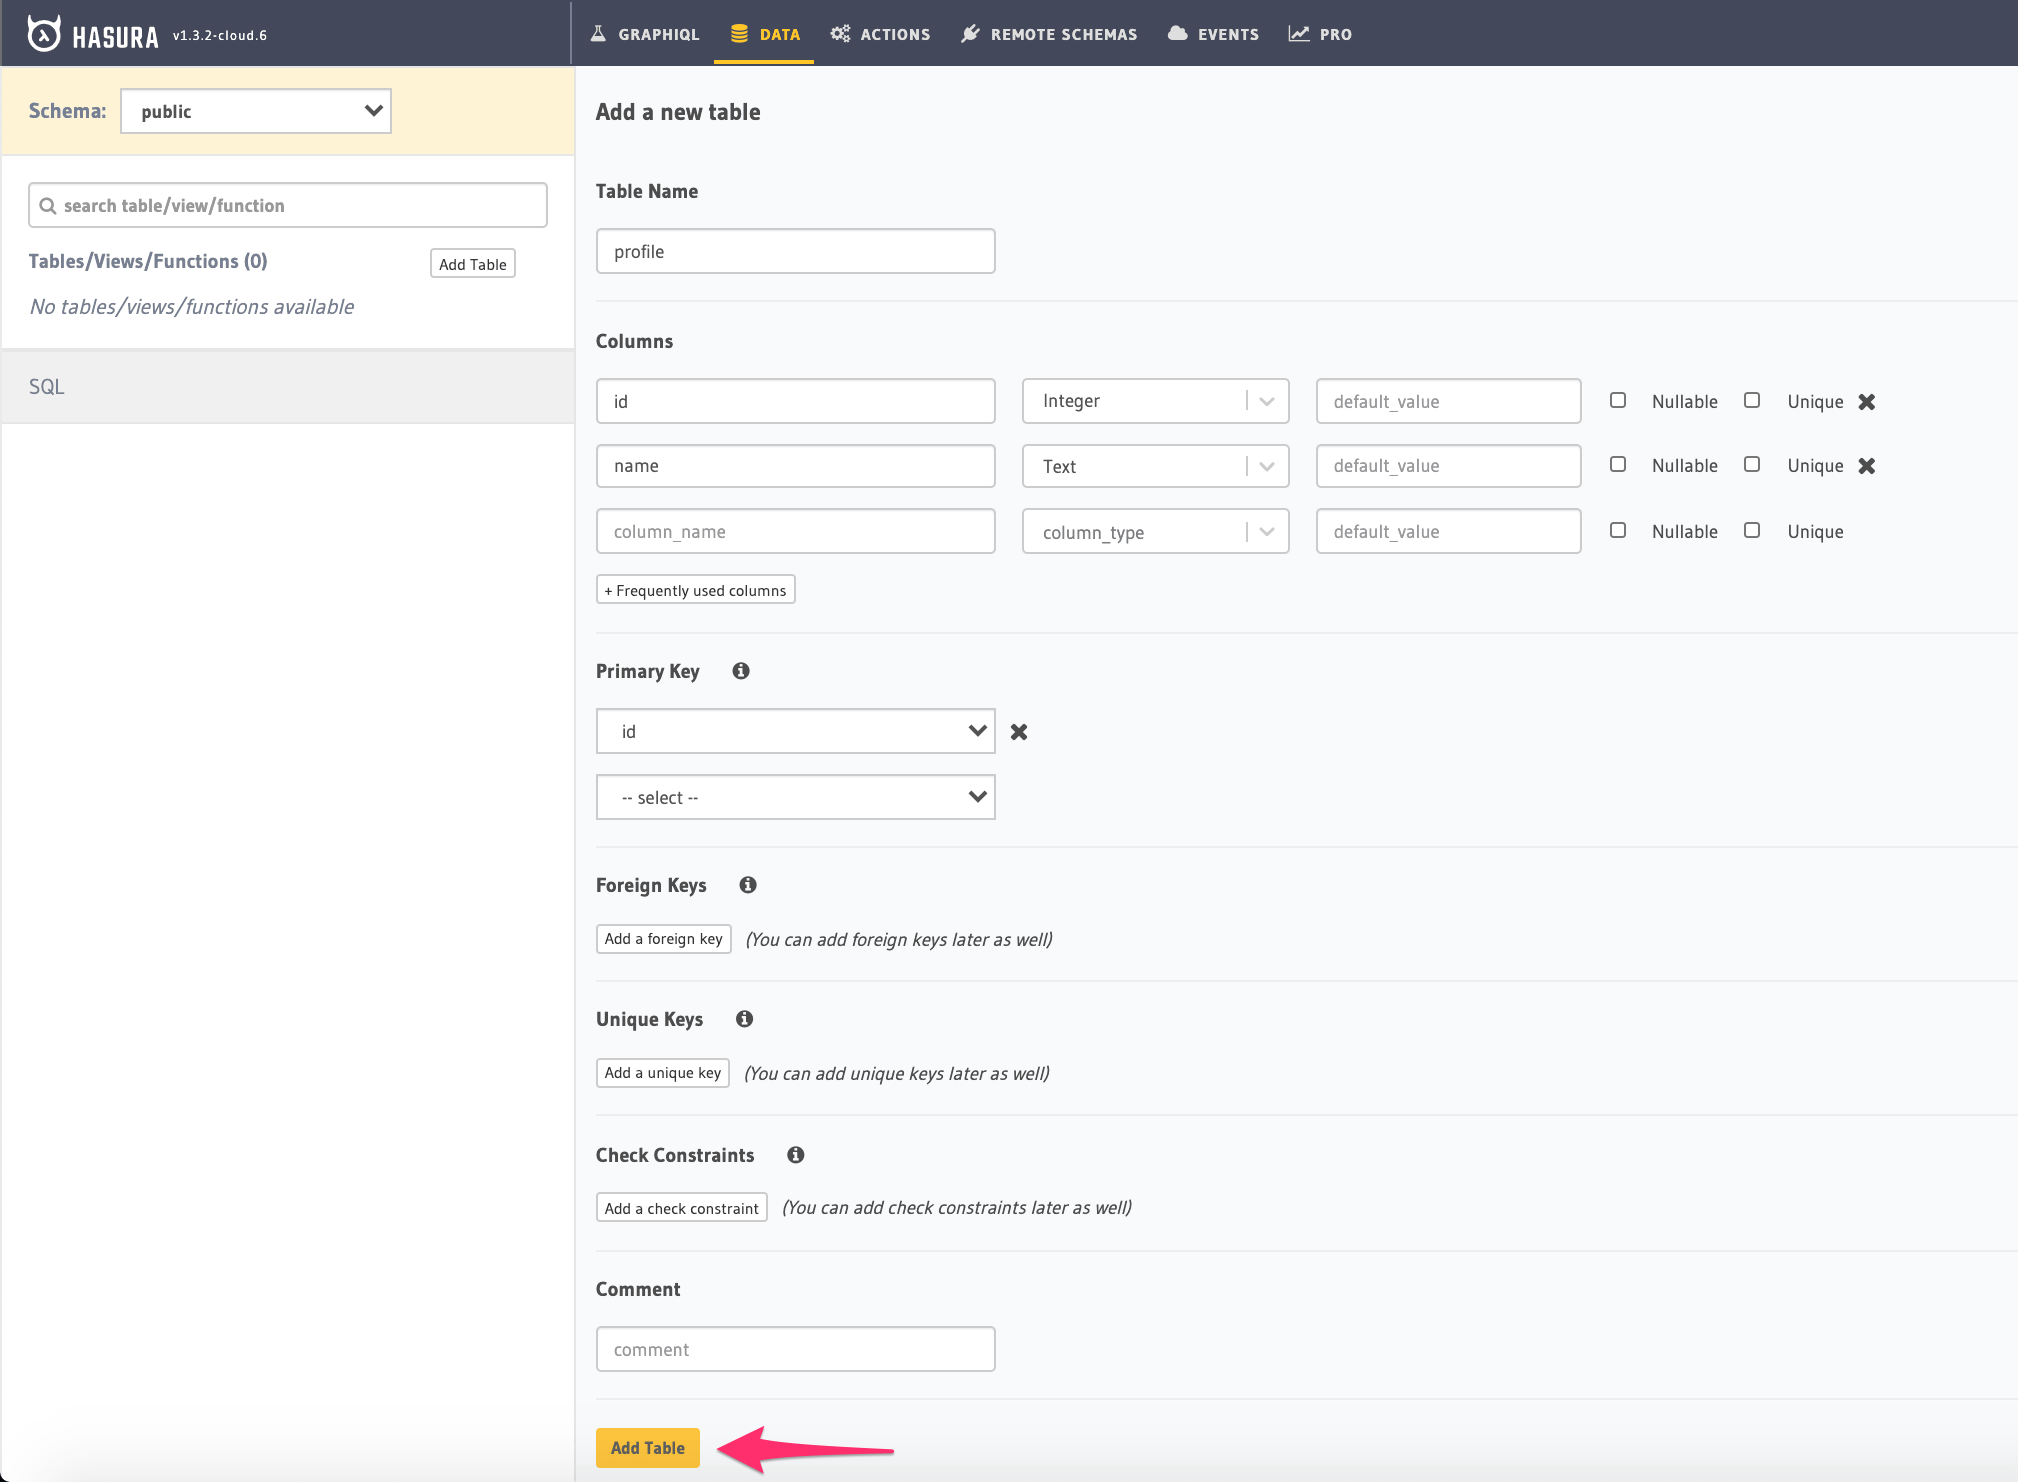 HASURA v1.3.2-cloud.6
GRAPHIQL DATA ACTIONS REMOTE SCHEMAS EVENTS PRO
Schema: public
search table/view/function
Tables/Views/Functions (0) Add Table
No tables/views/functions available
SQL
Add a new table
Table Name
profile
Columns
id Integer default_value Nullable Unique
name Text default_value Nullable Unique
column_name column_type default_value Nullable Unique
+ Frequently used columns
Primary Key
id
-- select --
Foreign Keys
Add a foreign key (You can add foreign keys later as well)
Unique Keys
Add a unique key (You can add unique keys later as well)
Check Constraints
Add a check constraint (You can add check constraints later as well)
Comment
comment
Add Table